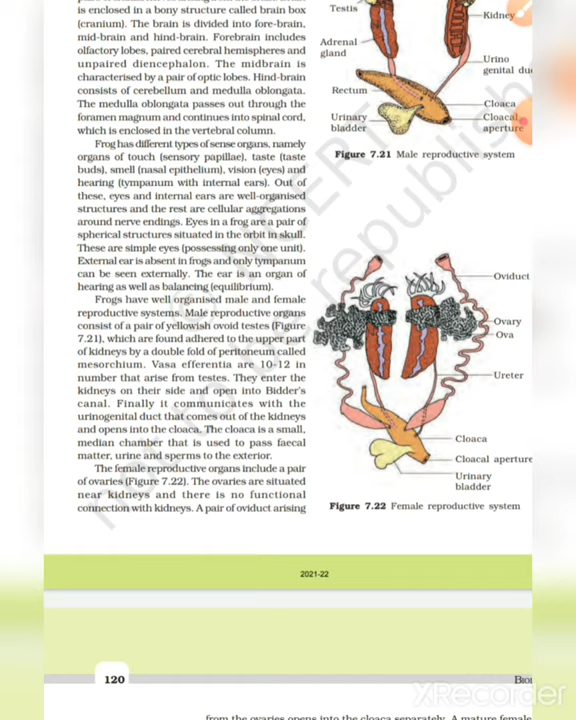 is enclosed in a bony structure called brain box
(cranium). The brain is divided into fore-brain,
mid-brain and hind-brain. Forebrain includes
olfactory lobes, paired cerebral hemispheres and
unpaired diencephalon. The midbrain is
characterised by a pair of optic lobes. Hind-brain
consists of cerebellum and medulla oblongata.
The medulla oblongata passes out through the
foramen magnum and continues into spinal cord,
which is enclosed in the vertebral column.
Frog has different types of sense organs, namely
organs of touch (sensory papillae), taste (taste
buds), smell (nasal epithelium), vision (eyes) and
hearing (tympanum with internal ears). Out of
these, eyes and internal ears are well-organised
structures and the rest are cellular aggregations
around nerve endings. Eyes in a frog are a pair of
spherical structures situated in the orbit in skull.
These are simple eyes (possessing only one unit).
External ear is absent in frogs and only tympanum
can be seen externally. The ear is an organ of
hearing as well as balancing (equilibrium).
Frogs have well organised male and female
reproductive systems. Male reproductive organs
consist of a pair of yellowish ovoid testes (Figure
7.21), which are found adhered to the upper part
of kidneys by a double fold of peritoneum called
mesorchium. Vasa efferentia are 10-12 in
number that arise from testes. They enter the
kidneys on their side and open into Bidder's
canal. Finally it communicates with the
urinogenital duct that comes out of the kidneys
and opens into the cloaca. The cloaca is a small,
median chamber that is used to pass faecal
matter, urine and sperms to the exterior.
The female reproductive organs include a pair
of ovaries (Figure 7.22). The ovaries are situated
near kidneys and there is no functional
connection with kidneys. A pair of oviduct arising
Testis
Kidney
Adrenal
gland
Urino
genital du
Rectum
Cloaca
Urinary
bladder
Cloacal
aperture
Figure 7.21 Male reproductive system
Oviduct
Ovary
Ova
Ureter
Cloaca
Cloacal aperture
Urinary
bladder
Figure 7.22 Female reproductive system
2021-22
120
BIO
from the ovaries opens into the cloaca separately. A mature female
XRecorder